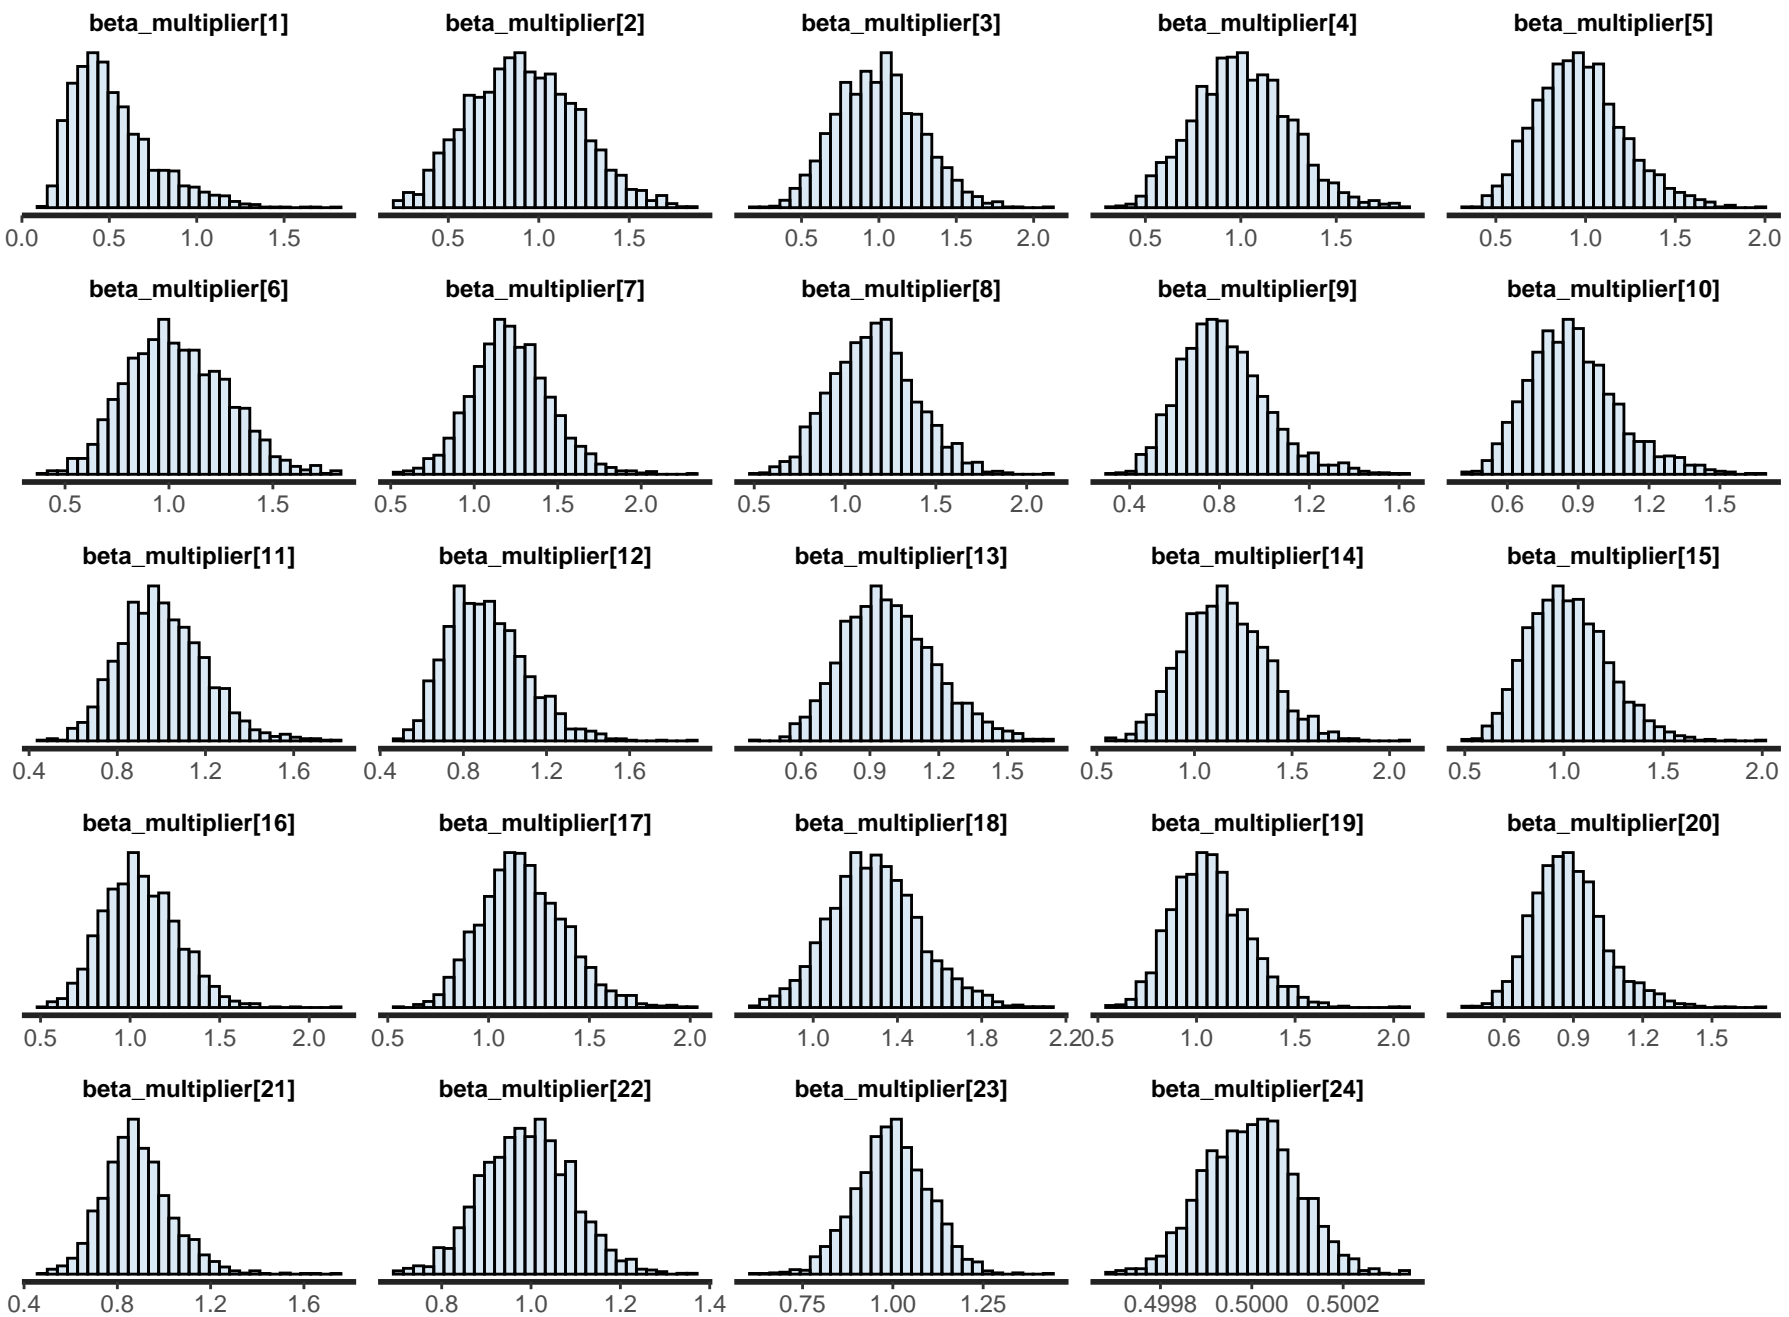 beta_multiplier[1] beta_multiplier[2] beta_multiplier[3] beta_multiplier[4] beta_multiplier[5]
0.0 0.5 1.0 1.5 0.5 1.0 1.5 0.5 1.0 1.5 2.0 0.5 1.0 1.5 0.5 1.0 1.5 2.0
beta_multiplier[6] beta_multiplier[7] beta_multiplier[8] beta_multiplier[9] beta_multiplier[10]
0.5 1.0 1.5 0.5 1.0 1.5 2.0 0.5 1.0 1.5 2.0 0.4 0.8 1.2 1.6 0.6 0.9 1.2 1.5
beta_multiplier[11] beta_multiplier[12] beta_multiplier[13] beta_multiplier[14] beta_multiplier[15]
0.4 0.8 1.2 1.6 0.4 0.8 1.2 1.6 0.6 0.9 1.2 1.5 0.5 1.0 1.5 2.0 0.5 1.0 1.5 2.0
beta_multiplier[16] beta_multiplier[17] beta_multiplier[18] beta_multiplier[19] beta_multiplier[20]
0.5 1.0 1.5 2.0 0.5 1.0 1.5 2.0 1.0 1.4 1.8 2.2 0.5 1.0 1.5 2.0 0.6 0.9 1.2 1.5
beta_multiplier[21] beta_multiplier[22] beta_multiplier[23] beta_multiplier[24]
0.4 0.8 1.2 1.6 0.8 1.0 1.2 1.4 0.75 1.00 1.25 0.4998 0.5000 0.5002